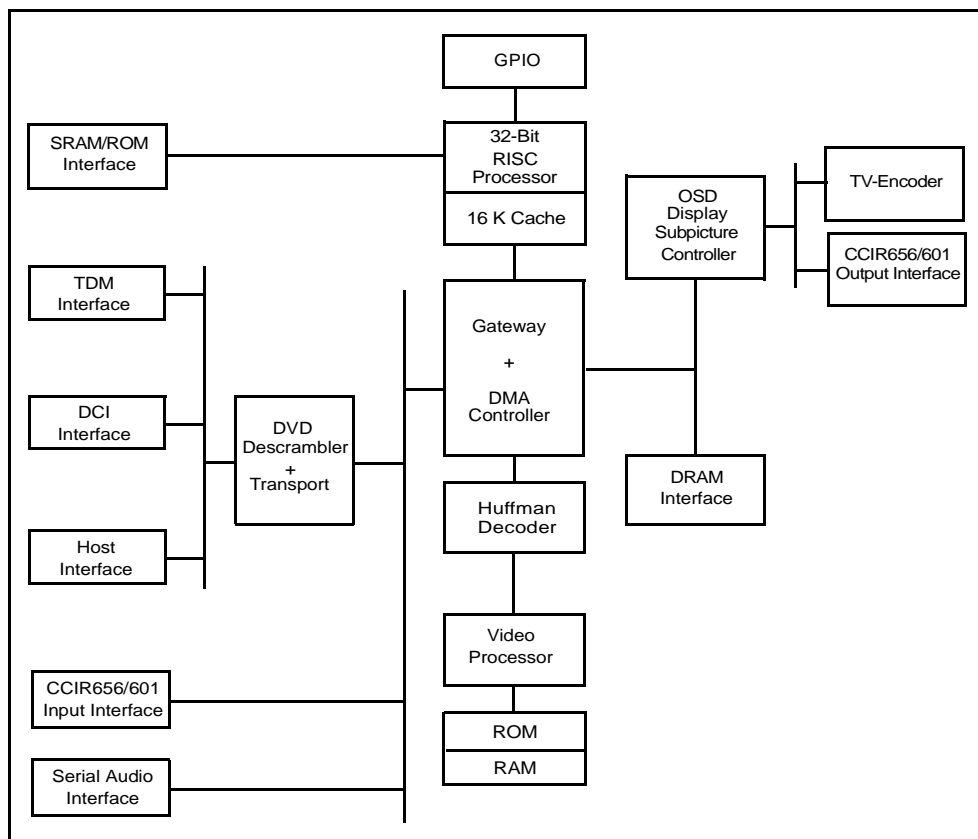 GPIO
SRAM/ROM
Interface
32-Bit
RISC
Processor
16 K Cache
OSD
Display
Subpicture
Controller
TV-Encoder
CCIR656/601
Output Interface
TDM
Interface
DCI
Interface
Host
Interface
DVD
Descrambler
+
Transport
Gateway
+
DMA
Controller
DRAM
Interface
Huffman
Decoder
Video
Processor
ROM
RAM
CCIR656/601
Input Interface
Serial Audio
Interface